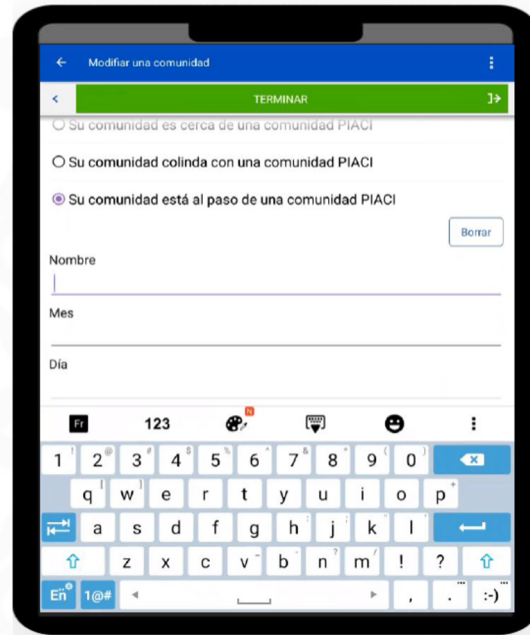 Modifiar una comunidad
TERMINAR
Su comunidad es cerca de una comunidad PIACI
Su comunidad colinda con una comunidad PIACI
Su comunidad está al paso de una comunidad PIACI
Borrar
Nombre
Mes
Día
Fr 123 N
1 ! 2 @ 3 # 4 $ 5 % 6 ^ 7 & 8 * 9 ( 0 )
q [ w ] e r t y u i o p +
a s d f g h : j ; k ' l "
z x c v - b n ? m / ! ?
En 1@# , . ... :-) ...